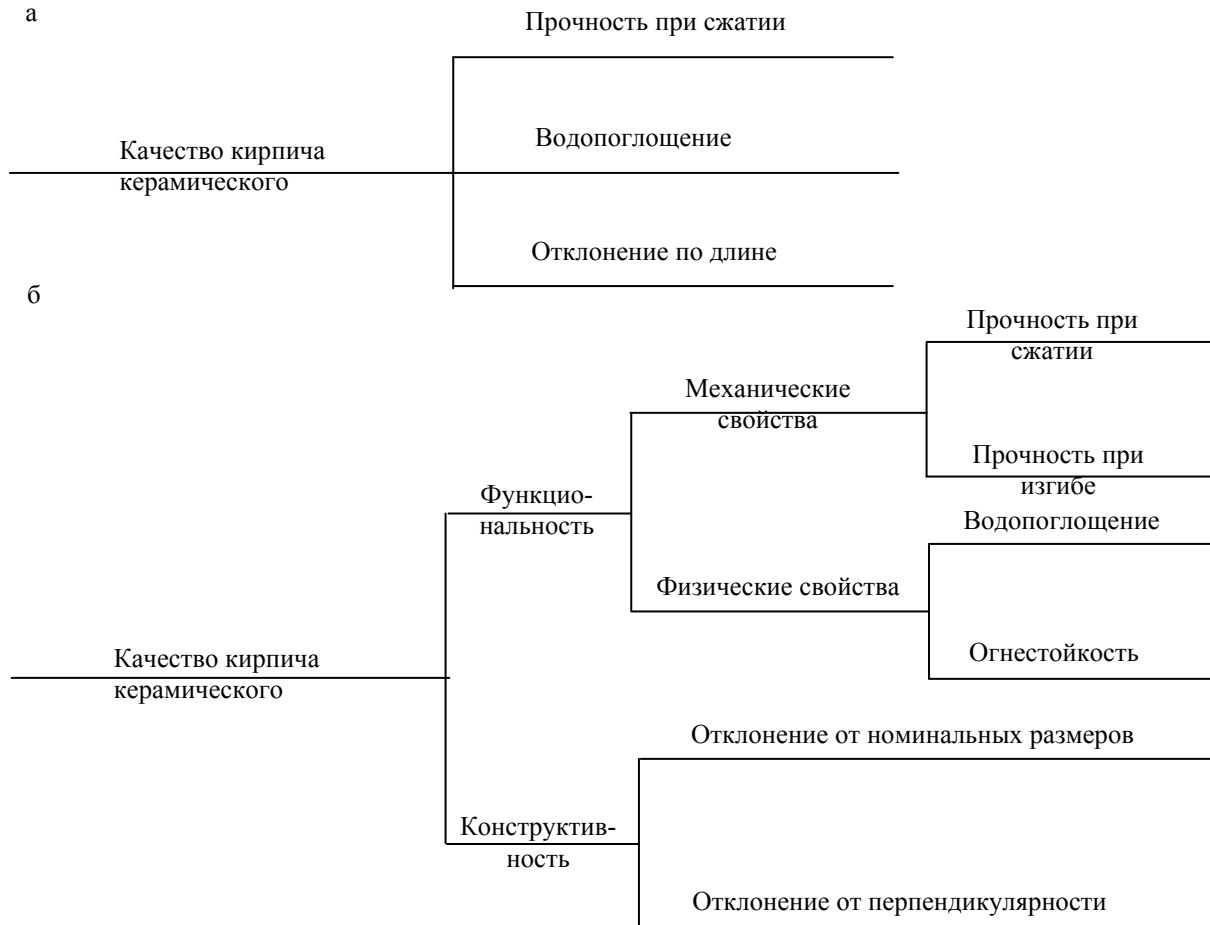 а
Прочность при сжатии
Водопоглощение
Качество кирпича
керамического
Отклонение по длине
б
Прочность при
сжатии
Механические
свойства
Прочность при
изгибе
Функцио-
нальность
Водопоглощение
Физические свойства
Огнестойкость
Качество кирпича
керамического
Отклонение от номинальных размеров
Конструктив-
ность
Отклонение от перпендикулярности